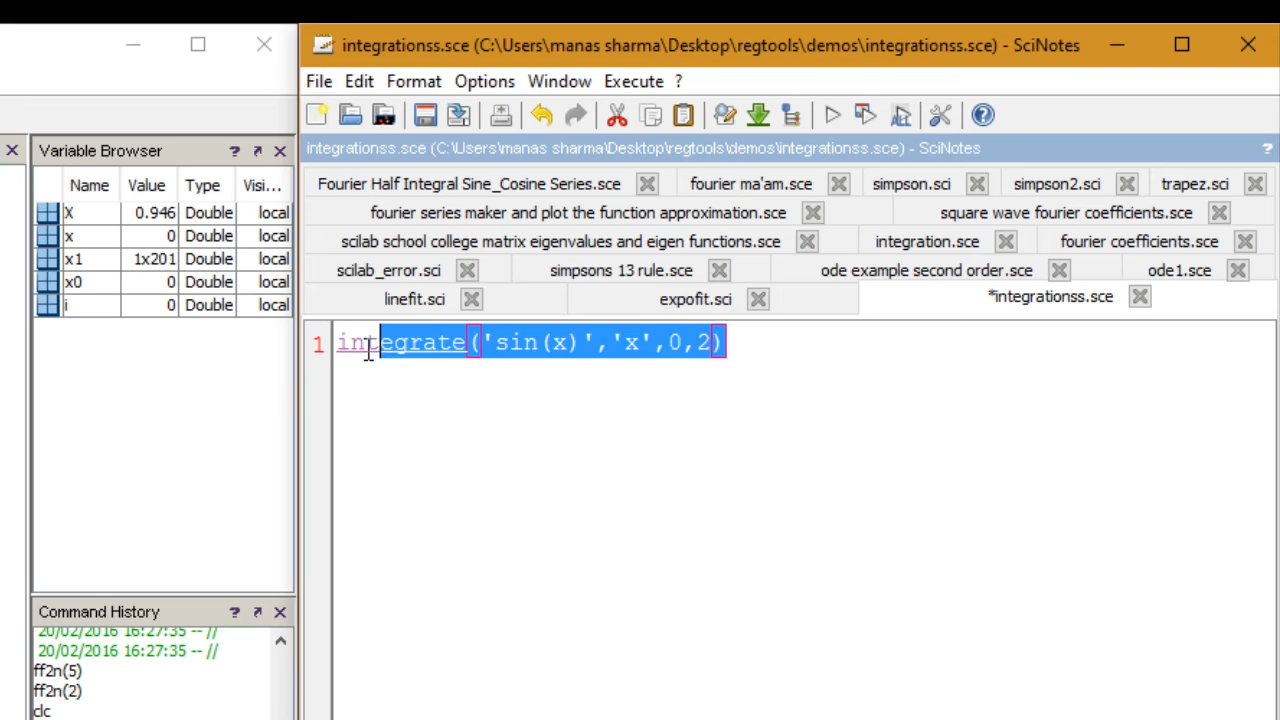 integrationss.sce (C:\Users\manas sharma\Desktop\regtools\demos\integrationss.sce) - SciNotes
File Edit Format Options Window Execute ?
integrationss.sce (C:\Users\manas sharma\Desktop\regtools\demos\integrationss.sce) - SciNotes ?
Fourier Half Integral Sine_Cosine Series.sce fourier ma'am.sce simpson.sci simpson2.sci trapez.sci
fourier series maker and plot the function approximation.sce square wave fourier coefficients.sce
scilab school college matrix eigenvalues and eigen functions.sce integration.sce fourier coefficients.sce
scilab_error.sci simpsons 13 rule.sce ode example second order.sce ode1.sce
linefit.sci expofit.sci *integrationss.sce
1 integrate('sin(x)','x',0,2)
Variable Browser ?
Name Value Type Visi...
X 0.946 Double local
x 0 Double local
x1 1x201 Double local
x0 0 Double local
i 0 Double local
Command History ?
20/02/2016 16:27:35 -- //
20/02/2016 16:27:35 -- //
ff2n(5)
ff2n(2)
clc